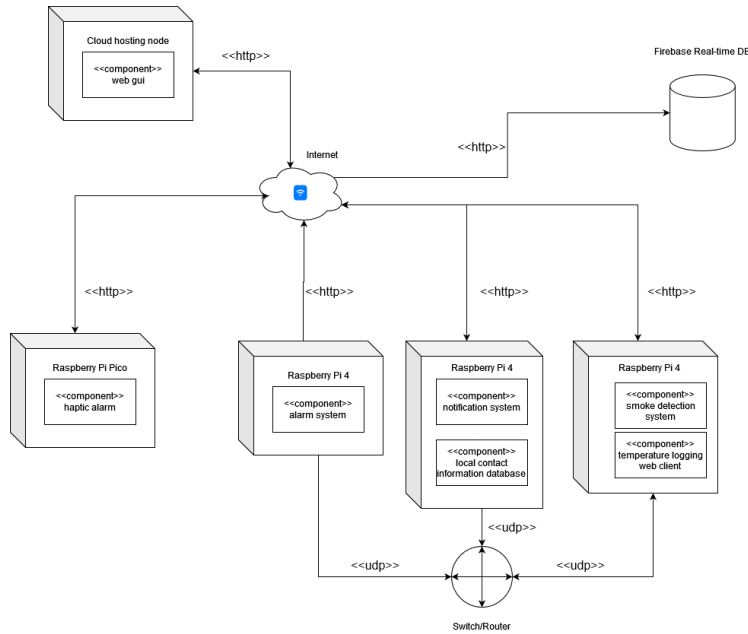 Cloud hosting node
<<component>>
web gui
<<http>>
Firebase Real-time DB
<<http>>
Internet
<<http>>
<<http>>
<<http>>
<<http>>
Raspberry Pi Pico
<<component>>
haptic alarm
Raspberry Pi 4
<<component>>
alarm system
Raspberry Pi 4
<<component>>
notification system
<<component>>
local contact
information database
Raspberry Pi 4
<<component>>
smoke detection
system
<<component>>
temperature logging
web client
<<udp>>
<<udp>>
<<udp>>
Switch/Router